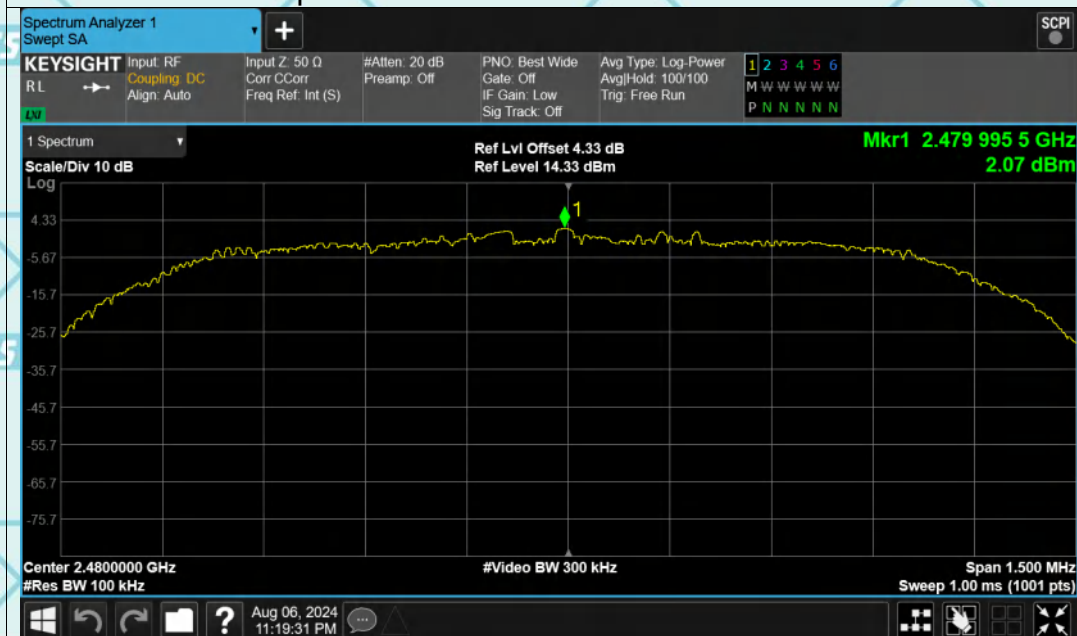 Spectrum Analyzer 1
Swept SA
+
SCPI
KEYSIGHT
RL
LXI
Input: RF
Coupling: DC
Align: Auto
Input Z: 50 Ω
Corr CCorr
Freq Ref: Int (S)
#Atten: 20 dB
Preamp: Off
PNO: Best Wide
Gate: Off
IF Gain: Low
Sig Track: Off
Avg Type: Log-Power
Avg|Hold: 100/100
Trig: Free Run
1 2 3 4 5 6
M W W W W W
P N N N N N
1 Spectrum
Scale/Div 10 dB
Log
Ref Lvl Offset 4.33 dB
Ref Level 14.33 dBm
Mkr1 2.479 995 5 GHz
2.07 dBm
1
4.33
-5.67
-15.7
-25.7
-35.7
-45.7
-55.7
-65.7
-75.7
Center 2.4800000 GHz
#Res BW 100 kHz
#Video BW 300 kHz
Span 1.500 MHz
Sweep 1.00 ms (1001 pts)
?
Aug 06, 2024
11:19:31 PM